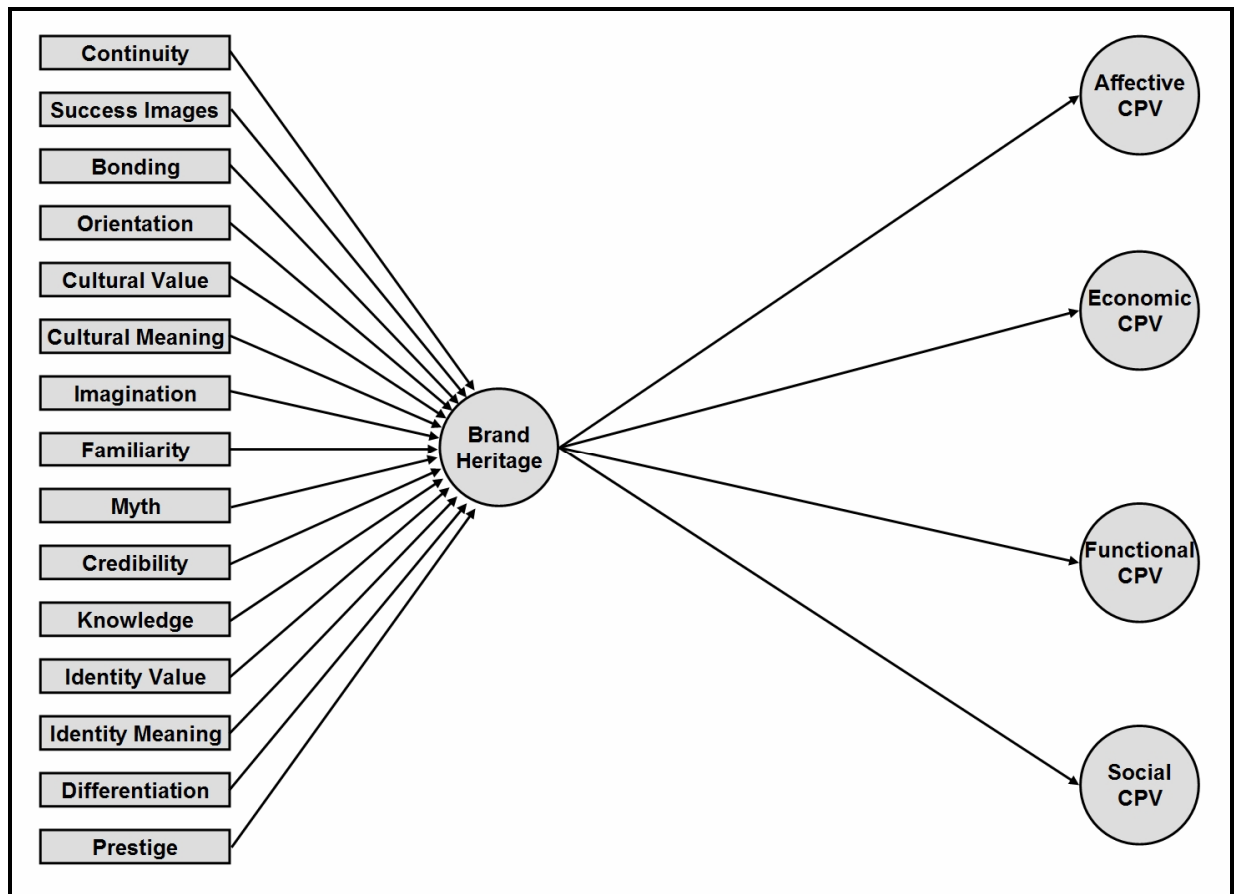 Continuity
Success Images
Bonding
Orientation
Cultural Value
Cultural Meaning
Imagination
Familiarity
Myth
Credibility
Knowledge
Identity Value
Identity Meaning
Differentiation
Prestige
Brand
Heritage
Affective
CPV
Economic
CPV
Functional
CPV
Social
CPV